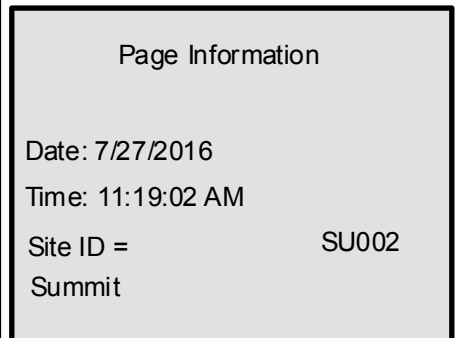 Page Information
Date: 7/27/2016
Time: 11:19:02 AM
Site ID = SU002
Summit